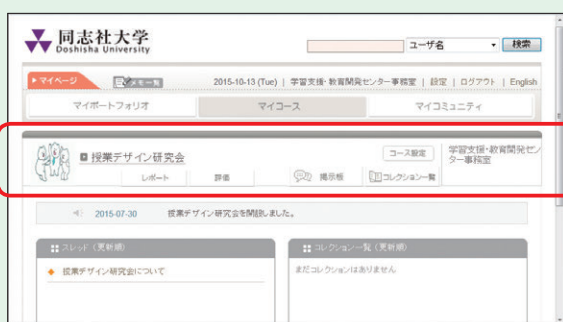 同志社大学
Doshisha University
ユーザ名
検索
マイページ
メモ一覧
2015-10-13 (Tue) | 学習支援・教育開発センター事務室 | 設定 | ログアウト | English
マイポートフォリオ
マイコース
マイコミュニティ
授業デザイン研究会
コース設定
学習支援・教育開発セン
ター事務室
レポート
評価
掲示板
コレクション一覧
2015-07-30 授業デザイン研究会を開設しました。
スレッド（更新順）
コレクション一覧（更新順）
授業デザイン研究会について
まだコレクションはありません